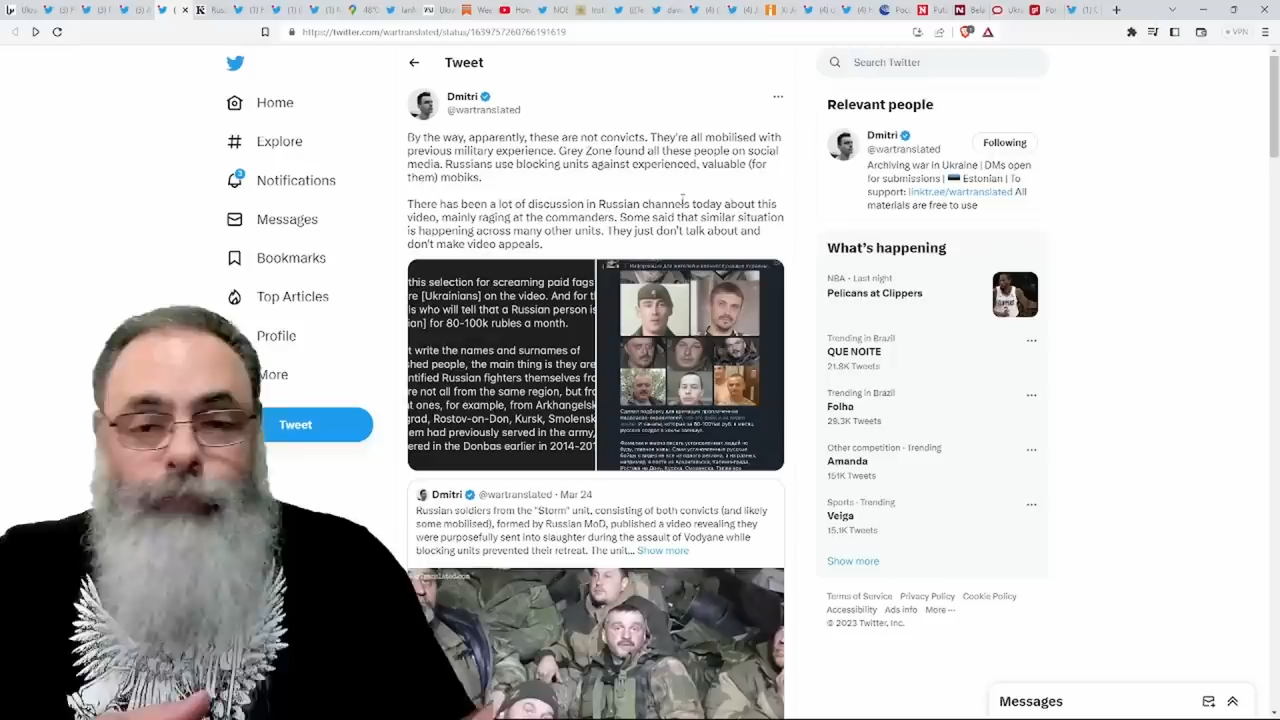 https://twitter.com/wartranslated/status/1639757260766191619
VPN
Home
Explore
3
Notifications
Messages
Bookmarks
Top Articles
Profile
More
Tweet
Tweet
Dmitri
@wartranslated
By the way, apparently, these are not convicts. They're all mobilised with
previous military experience. Grey Zone found all these people on social
media. Russians use blocking units against experienced, valuable (for
them) mobiks.
There has been a lot of discussion in Russian channels today about this
video, mainly raging at the commanders. Some said that similar situation
is happening across many other units. They just don't talk about and
don't make video appeals.
this selection for screaming paid fags
re [Ukrainians] on the video. And for th
ls who will tell that a Russian person is
ian] for 80-100k rubles a month.
t write the names and surnames of
hed people, the main thing is they are
ntified Russian fighters themselves fro
re not all from the same region, but fro
nt ones, for example, from Arkhangelsk
grad, Rostov-on-Don, Kursk, Smolensk
em had previously served in the army,
ered in the Donbas earlier in 2014-201
Dmitri @wartranslated · Mar 24
Russian soldiers from the "Storm" unit, consisting of both convicts (and likely
some mobilised), formed by Russian MoD, published a video revealing they
were purposefully sent into slaughter during the assault of Vodyane while
blocking units prevented their retreat. The unit... Show more
Search Twitter
Relevant people
Dmitri
@wartranslated
Following
Archiving war in Ukraine | DMs open
for submissions | Estonian | To
support: linktr.ee/wartranslated All
materials are free to use
What's happening
NBA · Last night
Pelicans at Clippers
Trending in Brazil
QUE NOITE
21.8K Tweets
Trending in Brazil
Folha
29.3K Tweets
Other competition · Trending
Amanda
151K Tweets
Sports · Trending
Veiga
15.1K Tweets
Show more
Terms of Service Privacy Policy Cookie Policy
Accessibility Ads info More ···
© 2023 Twitter, Inc.
Messages